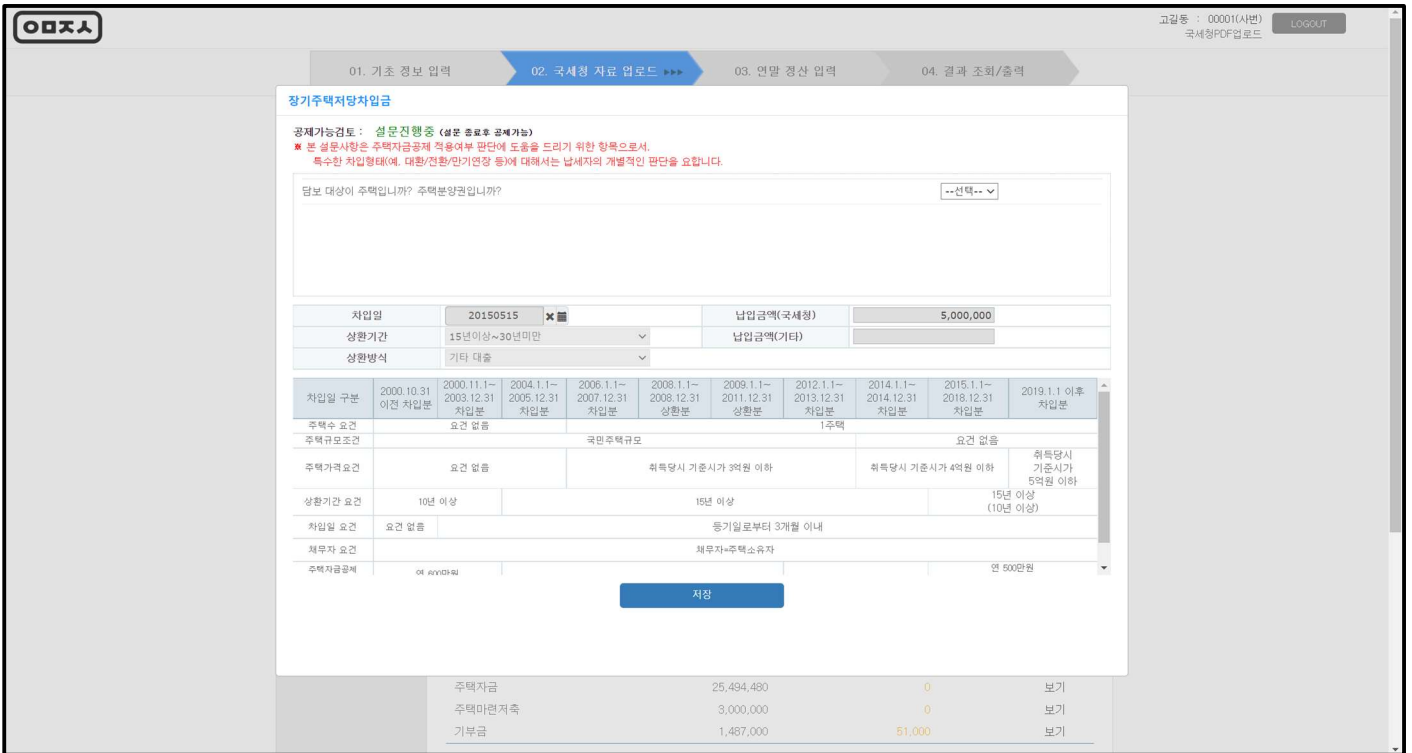 ㅇㅁㅈㅅ
고길동 : 00001(사번)
국세청PDF업로드
LOGOUT
01. 기초 정보 입력
02. 국세청 자료 업로드 ▸▸▸
03. 연말 정산 입력
04. 결과 조회/출력
장기주택저당차입금
공제가능검토 : 설문진행중 (설문 종료후 공제가능)
※ 본 설문사항은 주택자금공제 적용여부 판단에 도움을 드리기 위한 항목으로서.
특수한 차입형태(예. 대환/전환/만기연장 등)에 대해서는 납세자의 개별적인 판단을 요합니다.
담보 대상이 주택입니까? 주택분양권입니까? --선택--
차입일 20150515 납입금액(국세청) 5,000,000
상환기간 15년이상~30년미만 납입금액(기타)
상환방식 기타 대출
차입일 구분
2000.10.31
이전 차입분
2000.11.1~
2003.12.31
차입분
2004.1.1~
2005.12.31
차입분
2006.1.1~
2007.12.31
차입분
2008.1.1~
2008.12.31
상환분
2009.1.1~
2011.12.31
상환분
2012.1.1~
2013.12.31
차입분
2014.1.1~
2014.12.31
차입분
2015.1.1~
2018.12.31
차입분
2019.1.1 이후
차입분
주택수 요건 요건 없음 1주택
주택규모조건 국민주택규모 요건 없음
주택가격요건 요건 없음 취득당시 기준시가 3억원 이하 취득당시 기준시가 4억원 이하
취득당시
기준시가
5억원 이하
상환기간 요건 10년 이상 15년 이상
15년 이상
(10년 이상)
차입일 요건 요건 없음 등기일로부터 3개월 이내
채무자 요건 채무자=주택소유자
주택자금공제 연 600만원 연 500만원
저장
주택자금 25,494,480 0 보기
주택마련저축 3,000,000 0 보기
기부금 1,487,000 51,000 보기